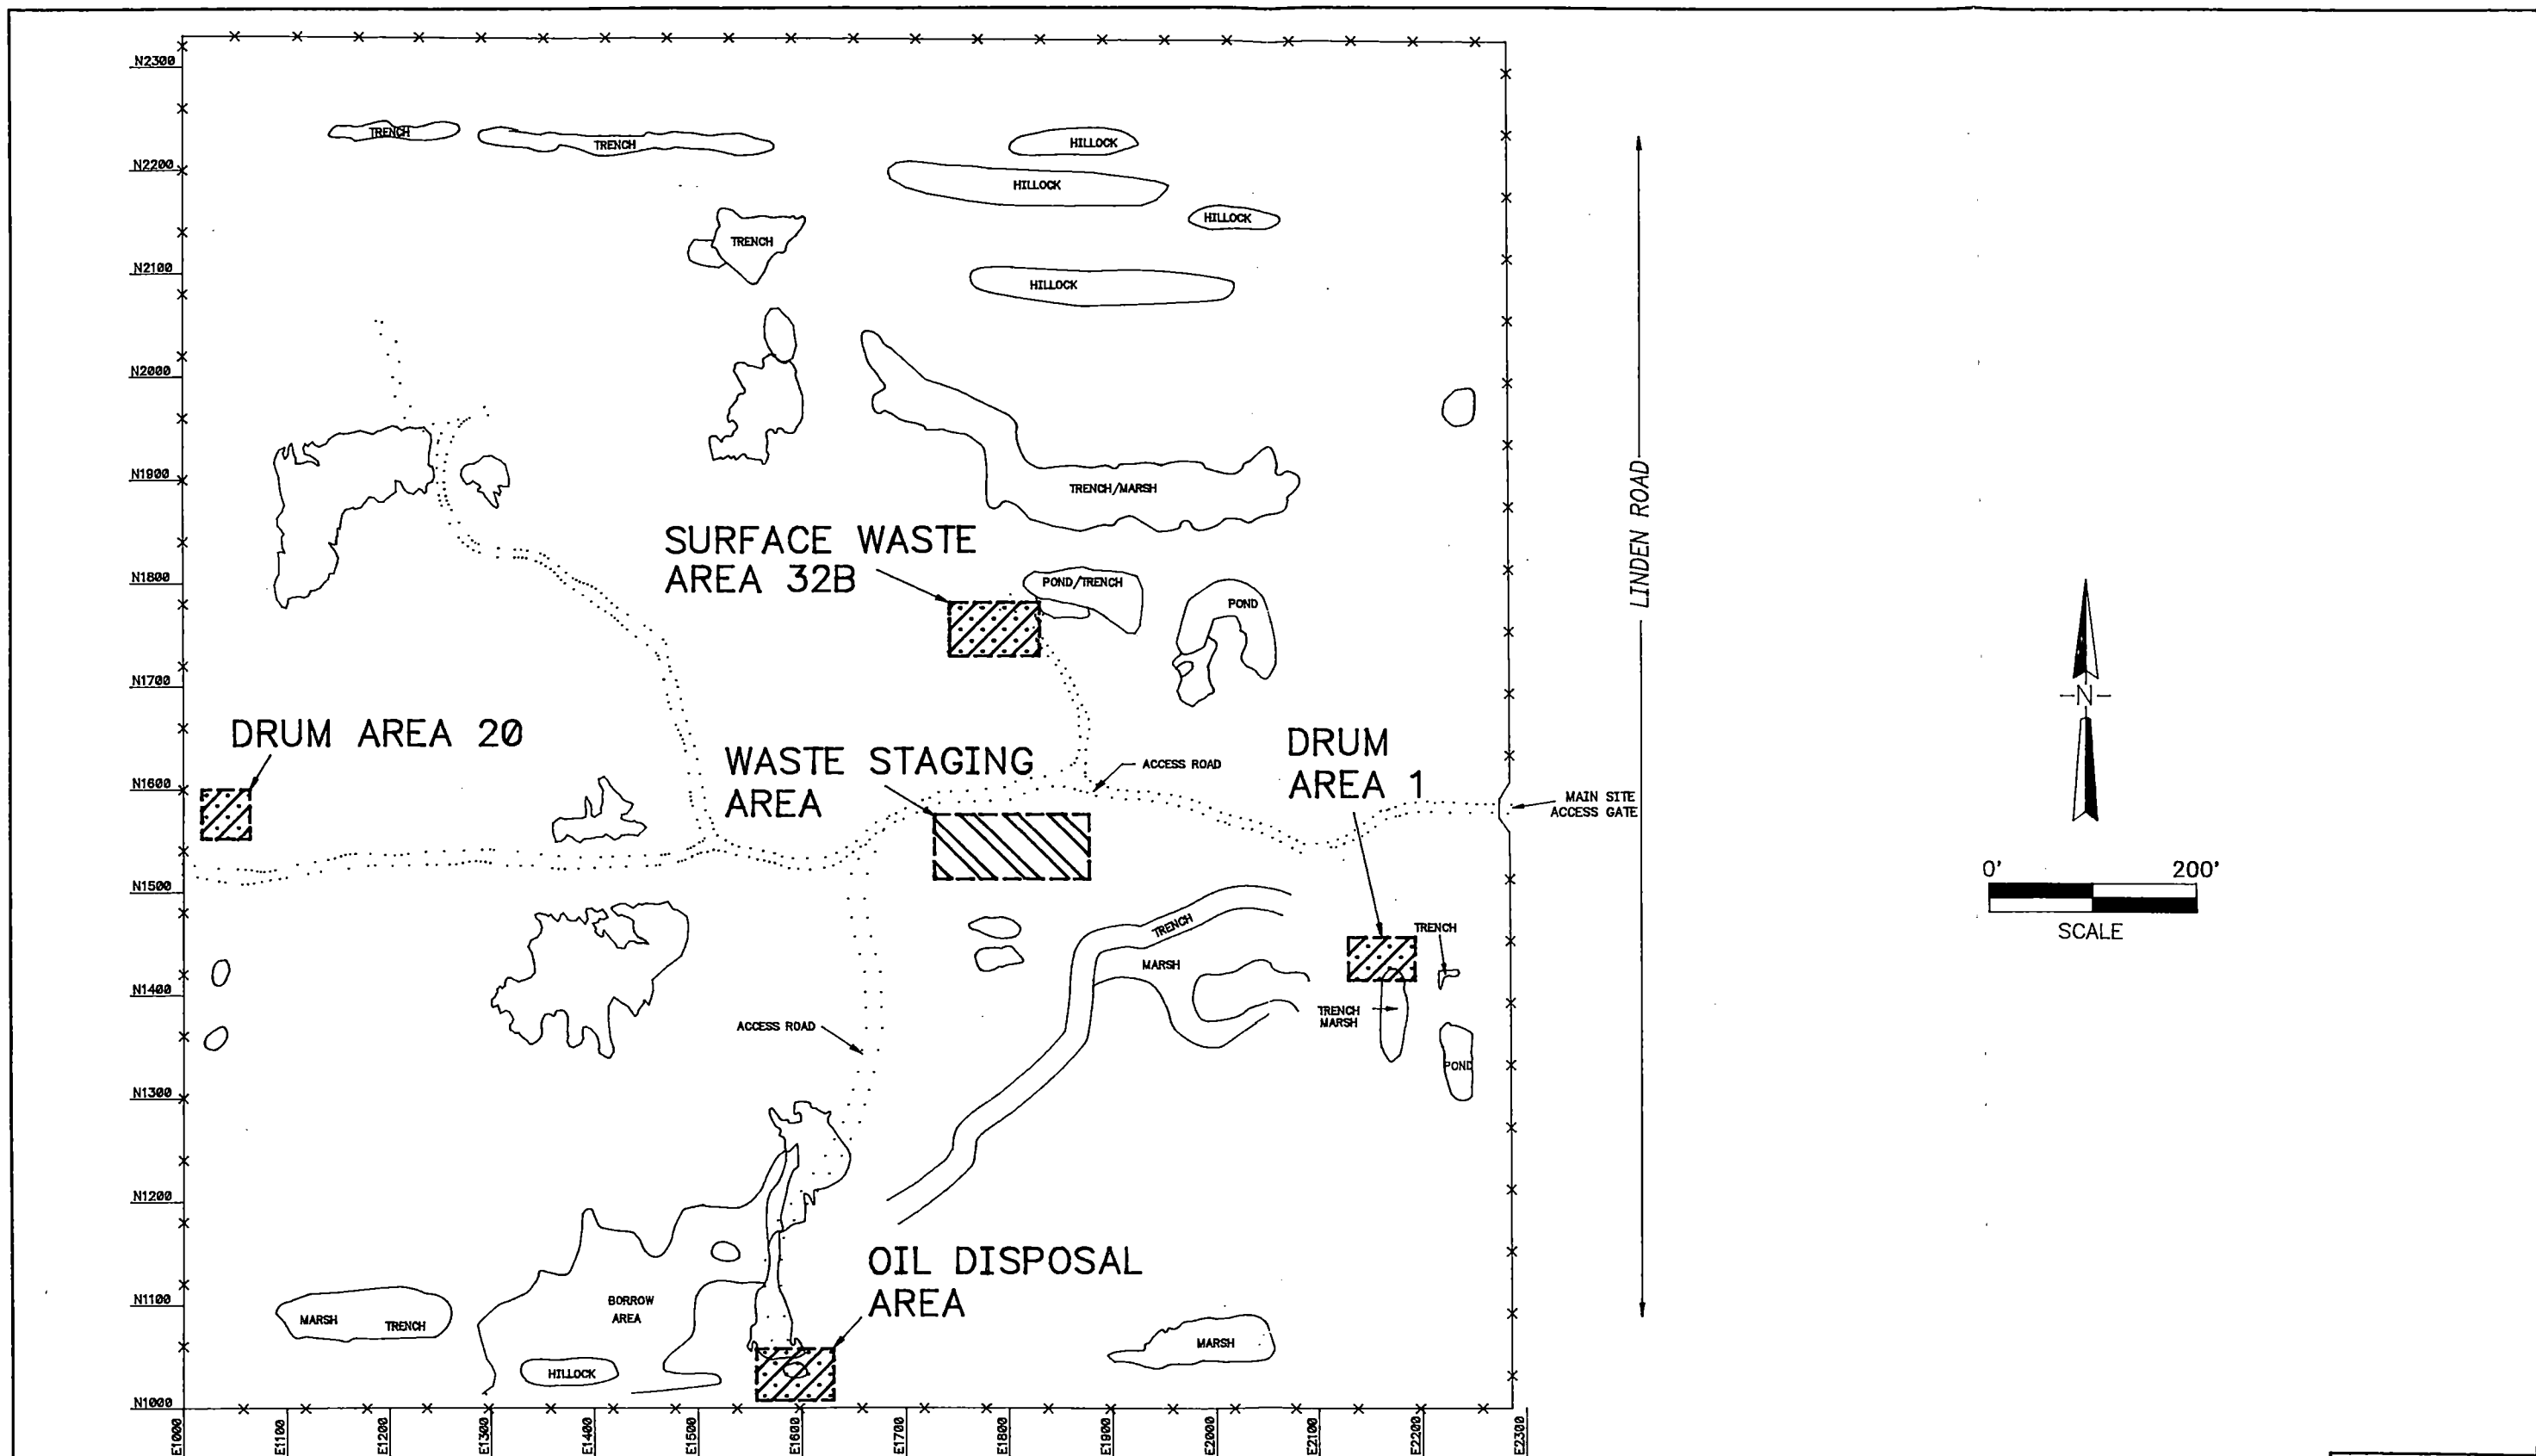 N2300
TRENCH
TRENCH
HILLOCK
N2200
HILLOCK
HILLOCK
TRENCH
N2100
HILLOCK
N2000
N1900
TRENCH/MARSH
LINDEN ROAD
SURFACE WASTE
AREA 32B
N1800
POND/TRENCH
POND
N1700
-N-
DRUM AREA 20
WASTE STAGING
AREA
DRUM
AREA 1
ACCESS ROAD
N1600
MAIN SITE
ACCESS GATE
0' 200'
SCALE
N1500
TRENCH
TRENCH
MARSH
N1400
TRENCH
MARSH
ACCESS ROAD
POND
N1300
N1200
OIL DISPOSAL
AREA
N1100
BORROW
AREA
MARSH TRENCH
MARSH
HILLOCK
N1000
E1000
E1100
E1200
E1300
E1400
E1500
E1600
E1700
E1800
E1900
E2000
E2100
E2200
E2300